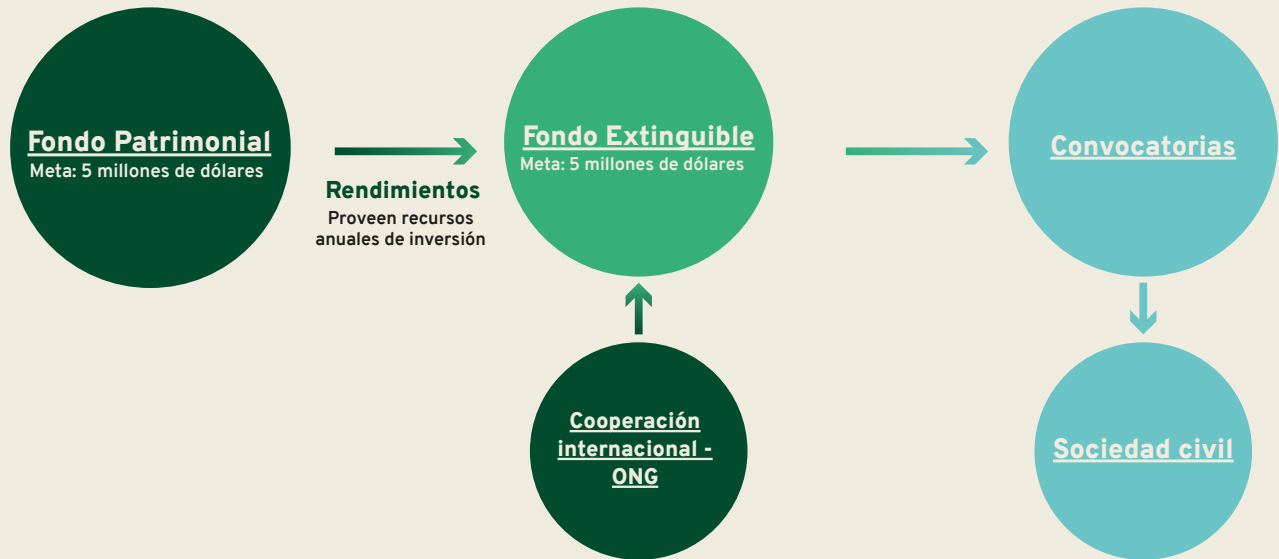 Fondo Patrimonial
Meta: 5 millones de dólares
Rendimientos
Proveen recursos
anuales de inversión
Fondo Extinguible
Meta: 5 millones de dólares
Convocatorias
Cooperación
internacional -
ONG
Sociedad civil